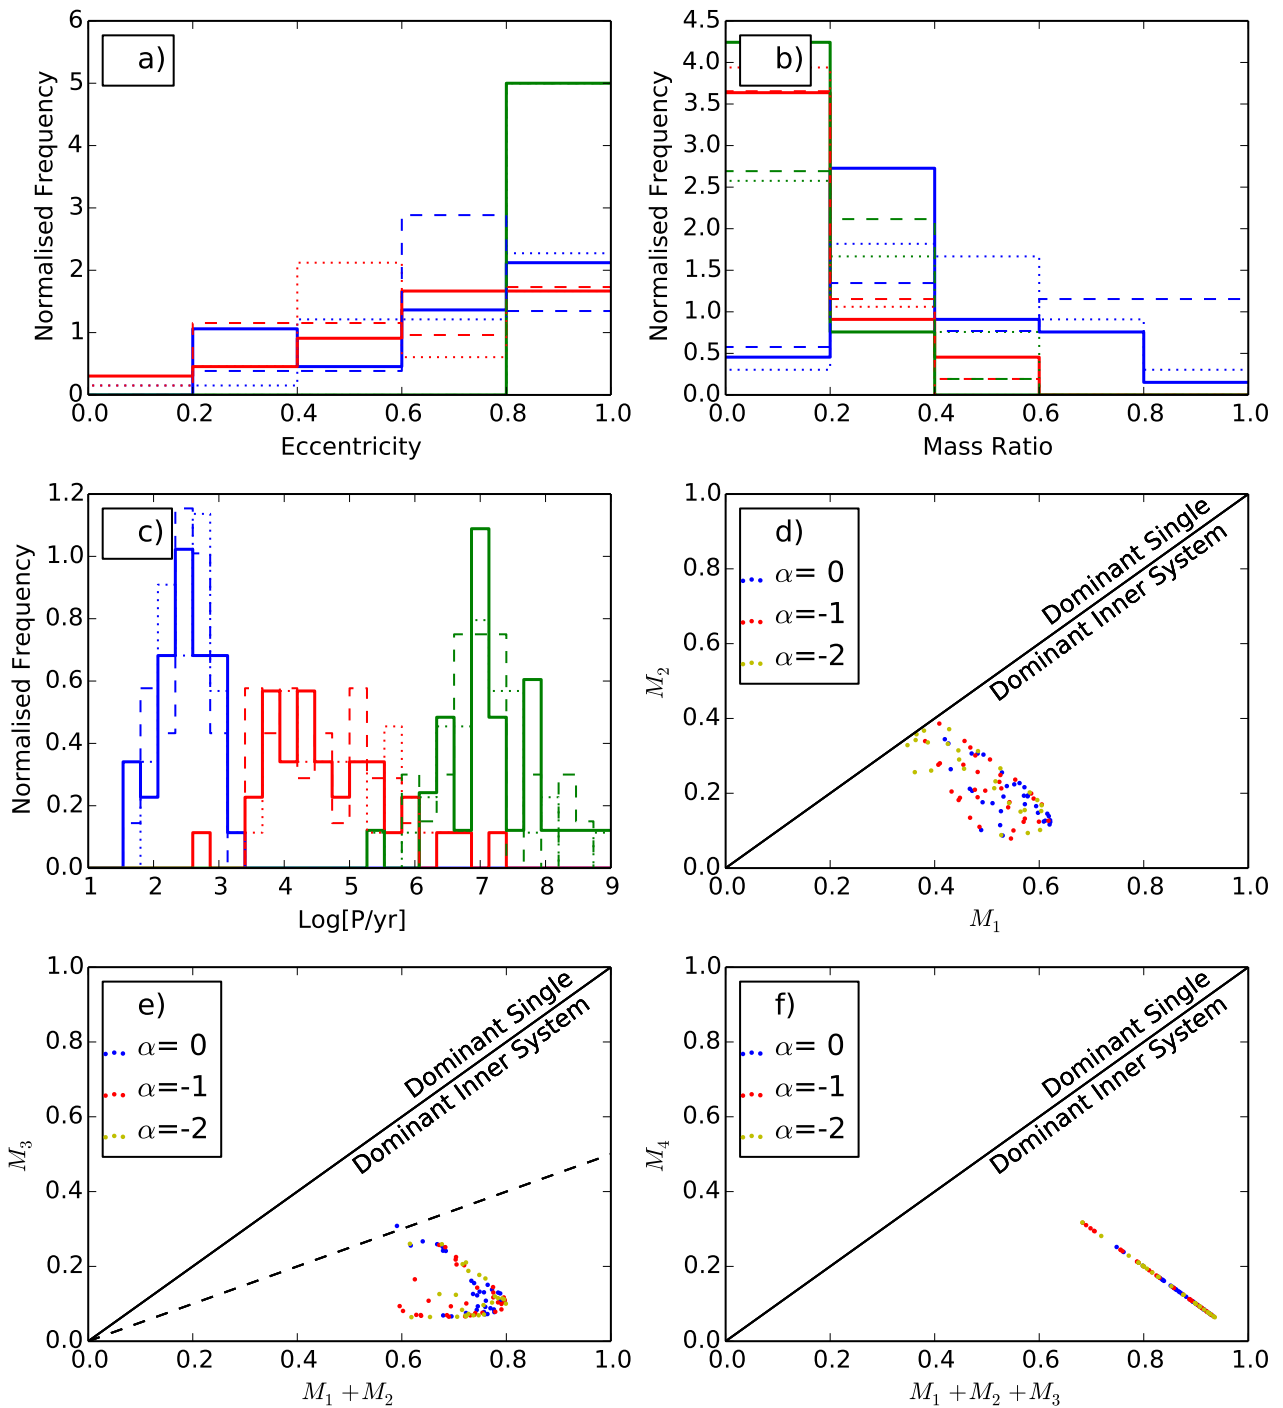 a)
Normalised Frequency
6
5
4
3
2
1
0
0.0 0.2 0.4 0.6 0.8 1.0
Eccentricity
b)
Normalised Frequency
4.5
4.0
3.5
3.0
2.5
2.0
1.5
1.0
0.5
0.0
0.0 0.2 0.4 0.6 0.8 1.0
Mass Ratio
c)
Normalised Frequency
1.2
1.0
0.8
0.6
0.4
0.2
0.0
1 2 3 4 5 6 7 8 9
Log[P/yr]
d)
α= 0
α=-1
α=-2
Dominant Single
Dominant Inner System
M2
1.0
0.8
0.6
0.4
0.2
0.0
0.0 0.2 0.4 0.6 0.8 1.0
M1
e)
α= 0
α=-1
α=-2
Dominant Single
Dominant Inner System
M3
1.0
0.8
0.6
0.4
0.2
0.0
0.0 0.2 0.4 0.6 0.8 1.0
M1 +M2
f)
α= 0
α=-1
α=-2
Dominant Single
Dominant Inner System
M4
1.0
0.8
0.6
0.4
0.2
0.0
0.0 0.2 0.4 0.6 0.8 1.0
M1 +M2 +M3